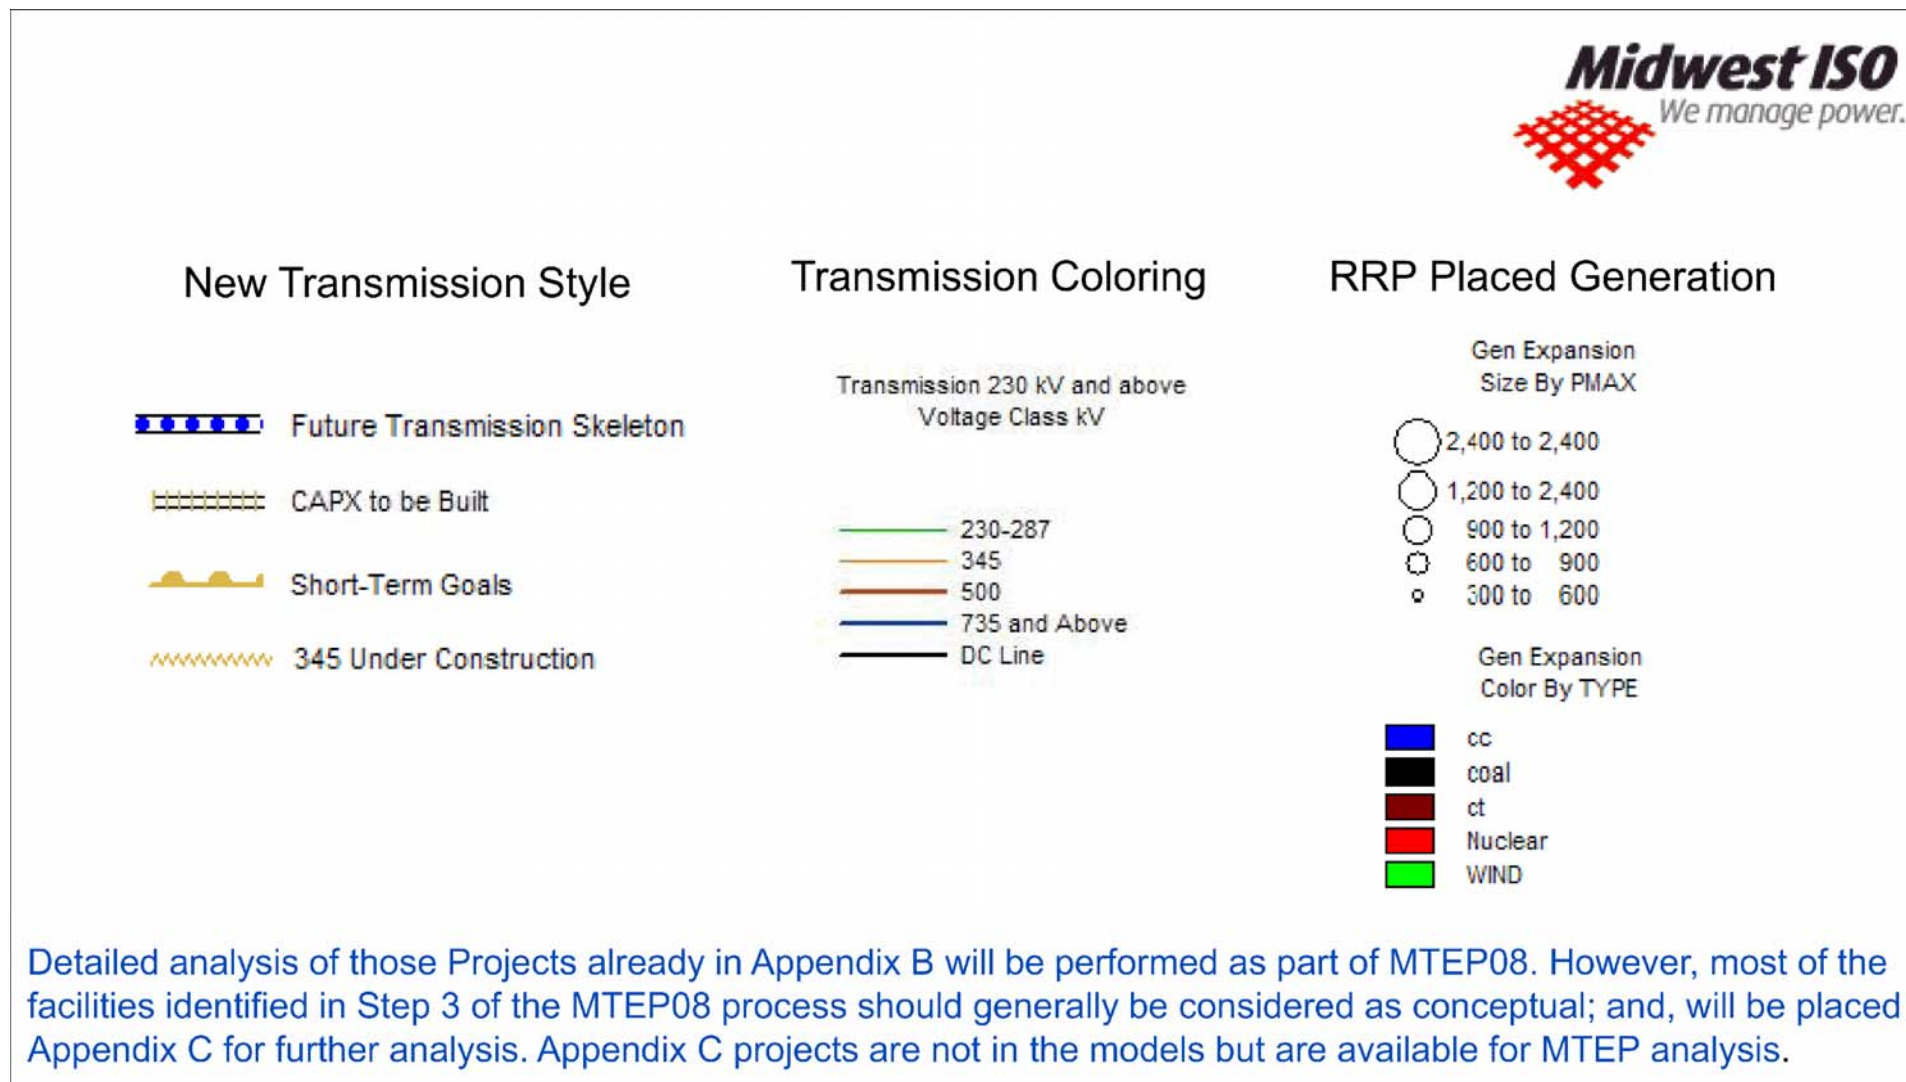 Midwest ISO
We manage power.
New Transmission Style
Future Transmission Skeleton
CAPX to be Built
Short-Term Goals
345 Under Construction
Transmission Coloring
Transmission 230 kV and above
Voltage Class kV
230-287
345
500
735 and Above
DC Line
RRP Placed Generation
Gen Expansion
Size By PMAX
2,400 to 2,400
1,200 to 2,400
900 to 1,200
600 to 900
300 to 600
Gen Expansion
Color By TYPE
cc
coal
ct
Nuclear
WIND
Detailed analysis of those Projects already in Appendix B will be performed as part of MTEP08. However, most of the
facilities identified in Step 3 of the MTEP08 process should generally be considered as conceptual; and, will be placed
Appendix C for further analysis. Appendix C projects are not in the models but are available for MTEP analysis.